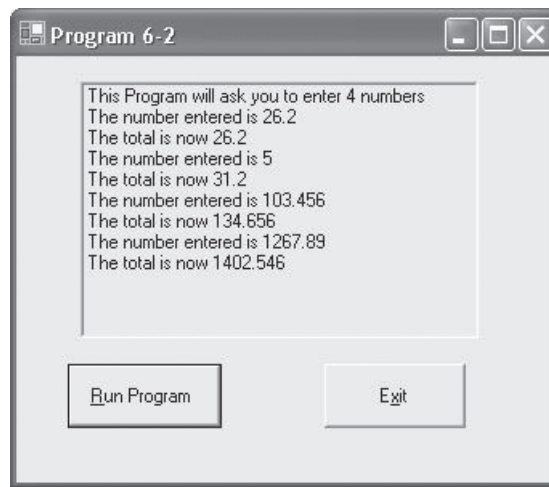 Program 6-2
This Program will ask you to enter 4 numbers
The number entered is 26.2
The total is now 26.2
The number entered is 5
The total is now 31.2
The number entered is 103.456
The total is now 134.656
The number entered is 1267.89
The total is now 1402.546
Run Program
Exit